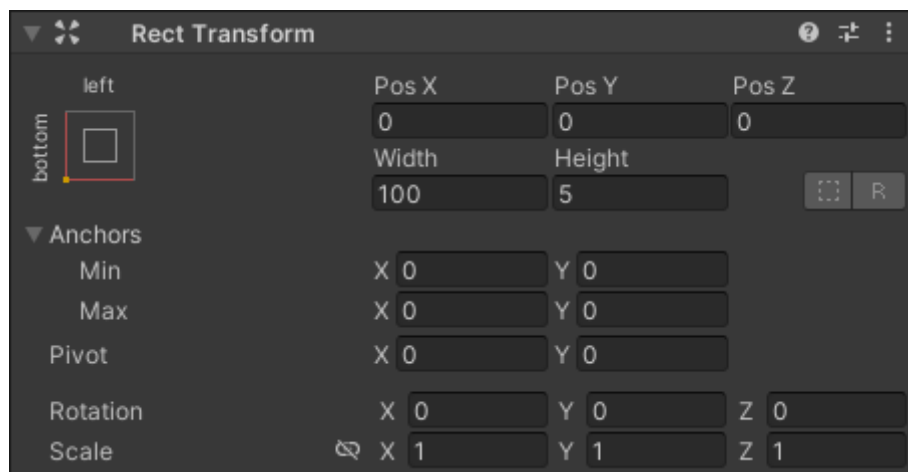 Rect Transform
left
bottom
Pos X Pos Y Pos Z
0 0 0
Width Height
100 5
R
Anchors
Min X 0 Y 0
Max X 0 Y 0
Pivot X 0 Y 0
Rotation X 0 Y 0 Z 0
Scale X 1 Y 1 Z 1